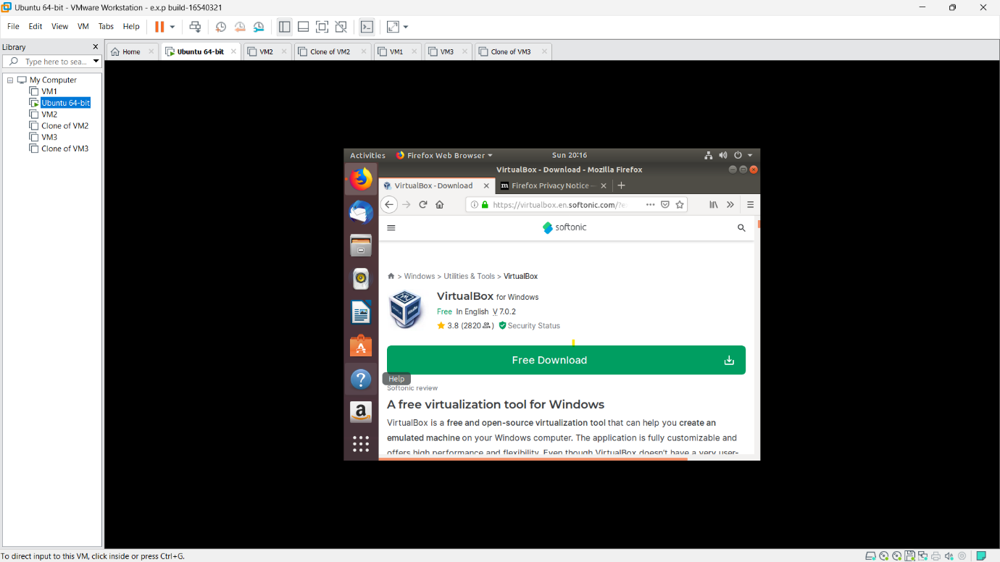 Ubuntu 64-bit - VMware Workstation - e.x.p build-16540321
File Edit View VM Tabs Help
Library
Type here to sea...
My Computer
VM1
Ubuntu 64-bit
VM2
Clone of VM2
VM3
Clone of VM3
Home
Ubuntu 64-bit
VM2
Clone of VM2
VM1
VM3
Clone of VM3
Activities Firefox Web Browser Sun 20:16
VirtualBox - Download - Mozilla Firefox
VirtualBox - Download
Firefox Privacy Notice
https://virtualbox.en.softonic.com/?e
softonic
> Windows > Utilities & Tools > VirtualBox
VirtualBox for Windows
Free In English V 7.0.2
3.8 (2820 ) Security Status
Free Download
Help
Softonic review
A free virtualization tool for Windows
VirtualBox is a free and open-source virtualization tool that can help you create an
emulated machine on your Windows computer. The application is fully customizable and
offers high performance and flexibility. Even though VirtualBox doesn't have a very user-
To direct input to this VM, click inside or press Ctrl+G.